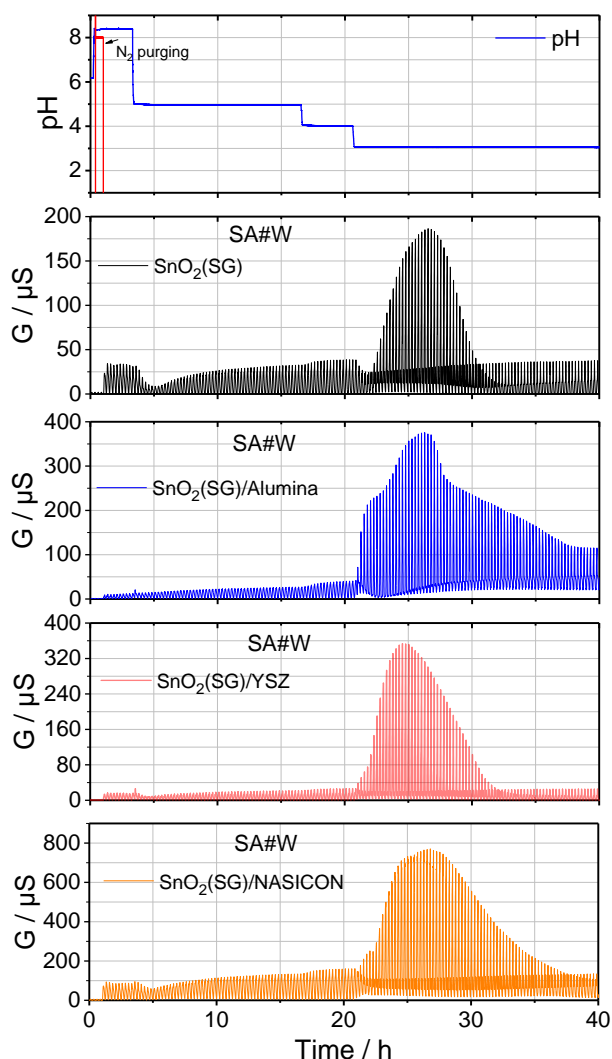 8
6
4
2
pH
N₂ purging
pH
200
150
100
50
0
G / µS
SA#W
SnO₂(SG)
400
300
200
100
0
G / µS
SA#W
SnO₂(SG)/Alumina
400
320
240
160
80
0
G / µS
SA#W
SnO₂(SG)/YSZ
800
600
400
200
0
G / µS
SA#W
SnO₂(SG)/NASICON
0 10 20 30 40
Time / h